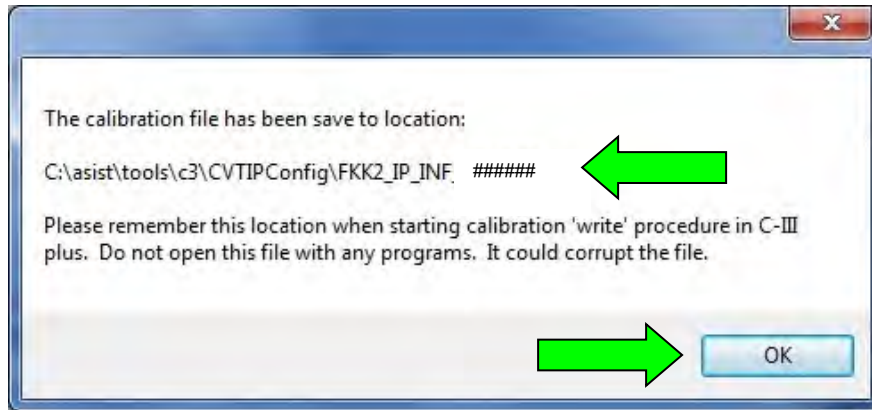 x
The calibration file has been save to location:
C:\asist\tools\c3\CVTIPConfig\FKK2_IP_INF_ ######
Please remember this location when starting calibration 'write' procedure in C-Ⅲ
plus. Do not open this file with any programs. It could corrupt the file.
OK